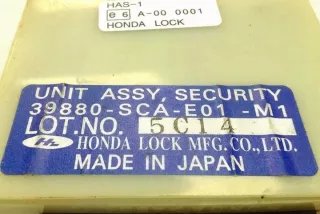 HAS-1
e 6 A-00 0001
HONDA LOCK
UNIT ASSY, SECURITY
39880-SCA-E01 -M1
LOT.NO. 5C14
HONDA LOCK MFG.CO.,LTD.
MADE IN JAPAN